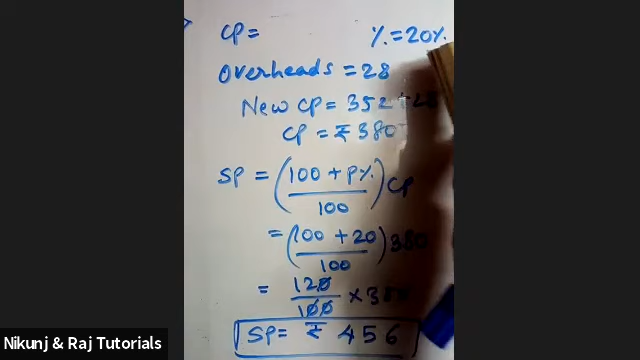 CP =        % = 20%.
Overheads = 28
New CP = 352 + 28
CP = ₹ 380
SP = (100 + P% / 100) CP
= (100 + 20 / 100) 380
= 120 / 100 × 380
SP = ₹ 456
Nikunj & Raj Tutorials